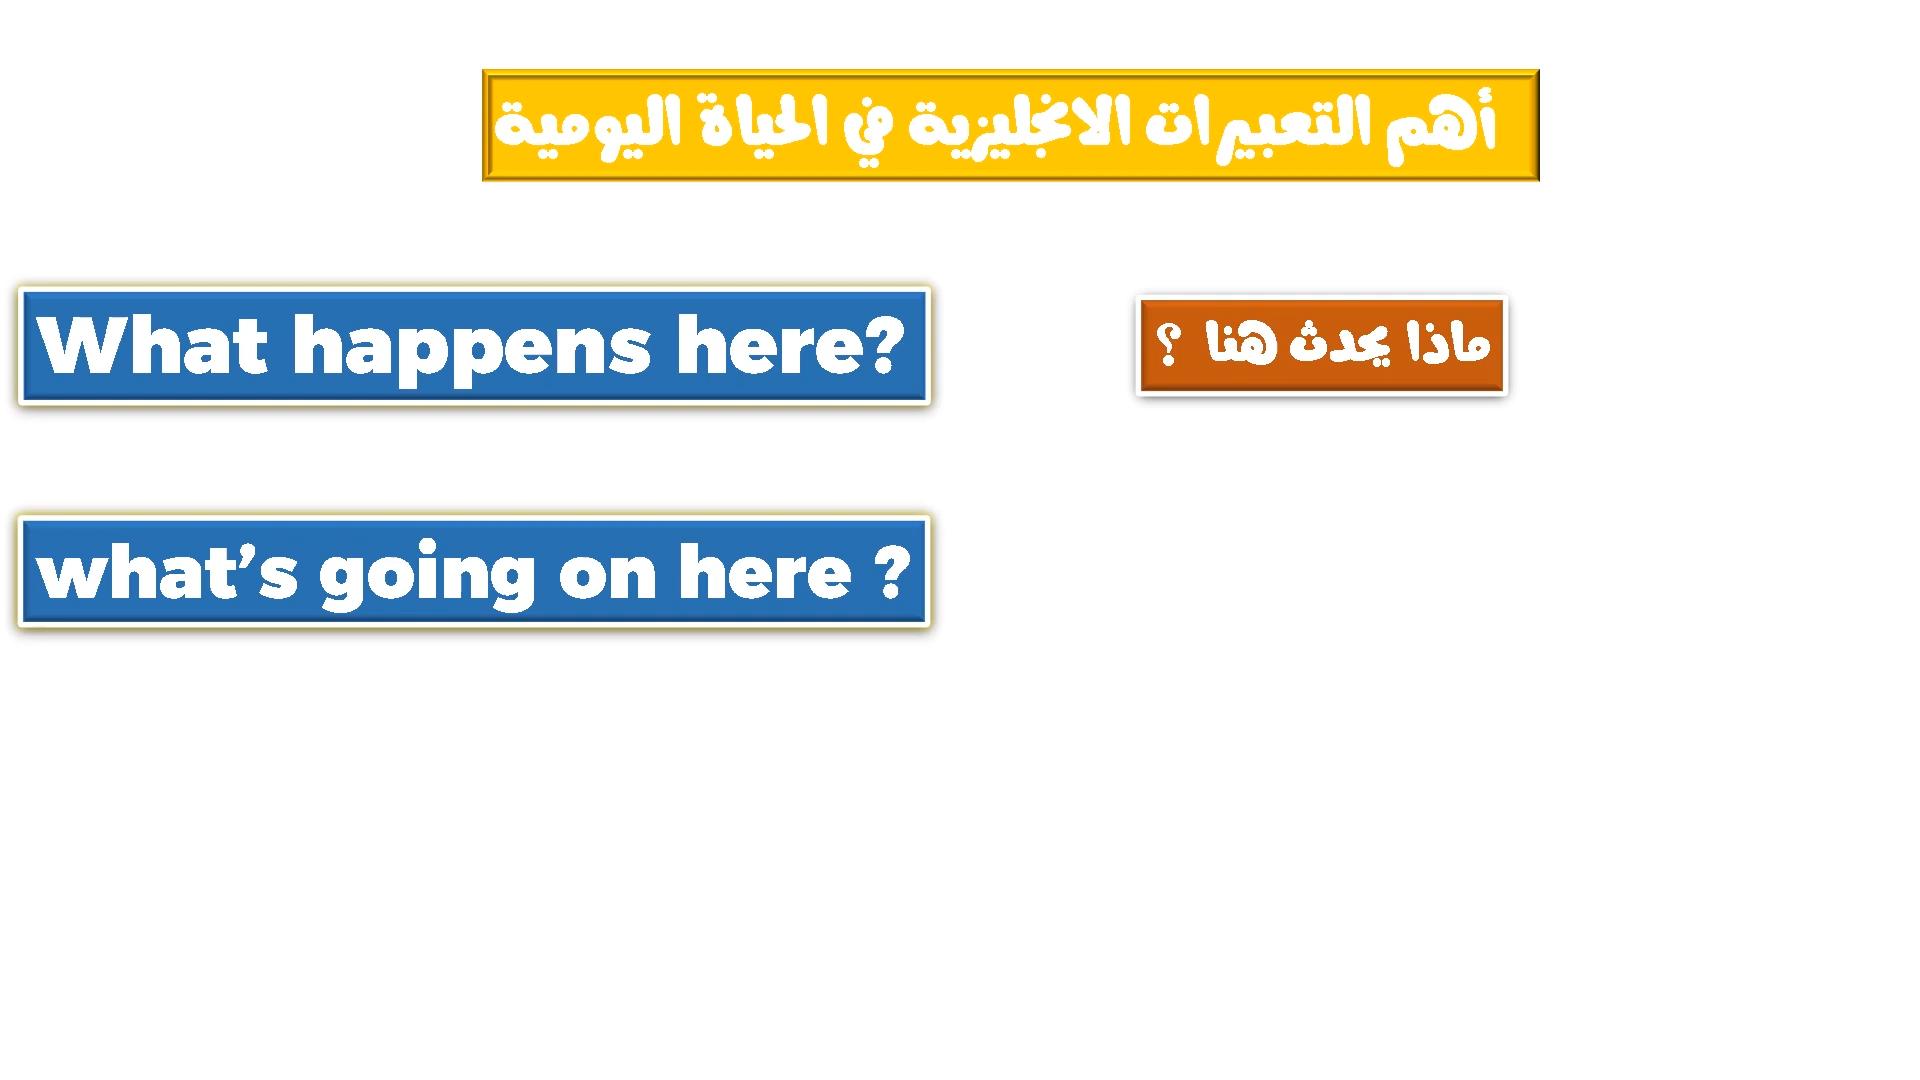 أهم التعبيرات الانجليزية في الحياة اليومية
What happens here?
ماذا يحدث هنا ؟
what’s going on here ?